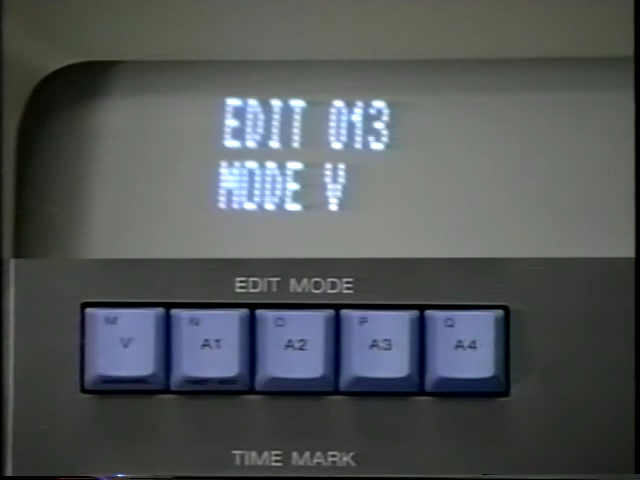 EDIT 013
MODE V
EDIT MODE
M N O P Q
V A1 A2 A3 A4
TIME MARK